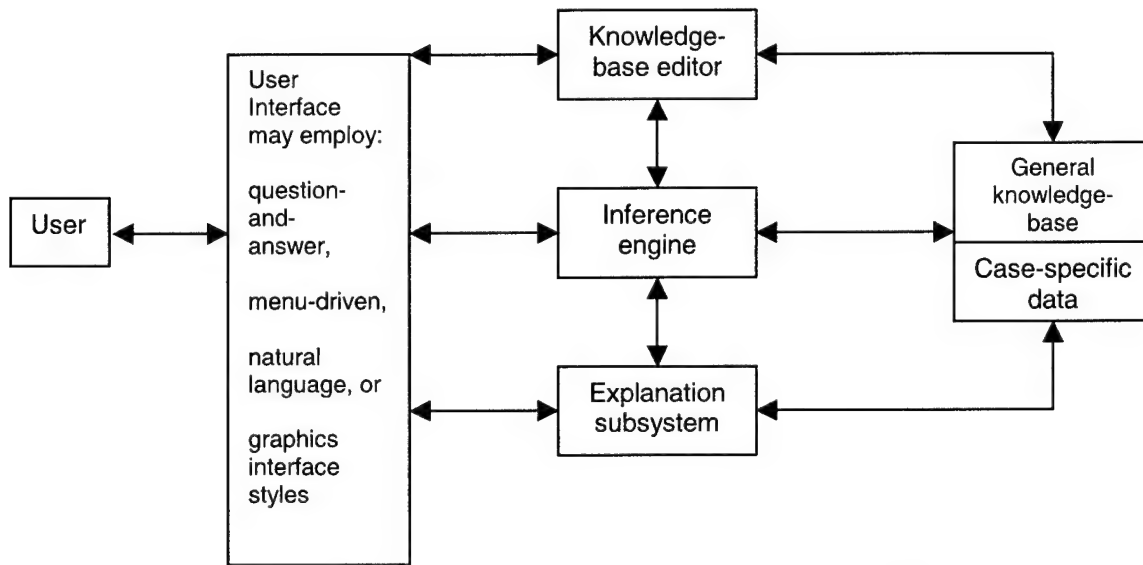 User
User
Interface
may employ:
question-
and-
answer,
menu-driven,
natural
language, or
graphics
interface
styles
Knowledge-
base editor
Inference
engine
Explanation
subsystem
General
knowledge-
base
Case-specific
data